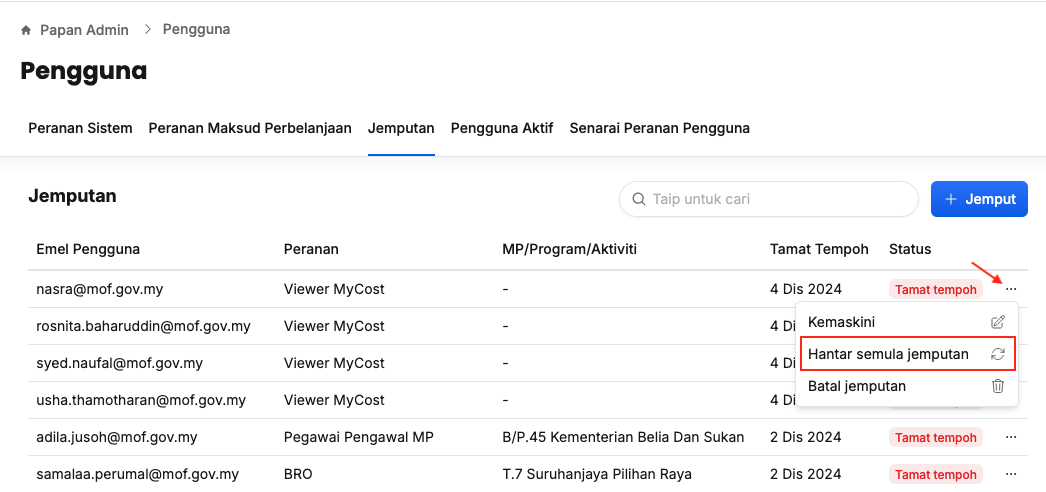 Papan Admin > Pengguna
Pengguna
Peranan Sistem Peranan Maksud Perbelanjaan Jemputan Pengguna Aktif Senarai Peranan Pengguna
Jemputan Taip untuk cari + Jemput
Emel Pengguna Peranan MP/Program/Aktiviti Tamat Tempoh Status
nasra@mof.gov.my Viewer MyCost - 4 Dis 2024 Tamat tempoh ...
Kemaskini
rosnita.baharuddin@mof.gov.my Viewer MyCost - 4 Di
Hantar semula jemputan
syed.naufal@mof.gov.my Viewer MyCost - 4 Di
Batal jemputan
usha.thamotharan@mof.gov.my Viewer MyCost - 4 Di
adila.jusoh@mof.gov.my Pegawai Pengawal MP B/P.45 Kementerian Belia Dan Sukan 2 Dis 2024 Tamat tempoh ...
samalaa.perumal@mof.gov.my BRO T.7 Suruhanjaya Pilihan Raya 2 Dis 2024 Tamat tempoh ...